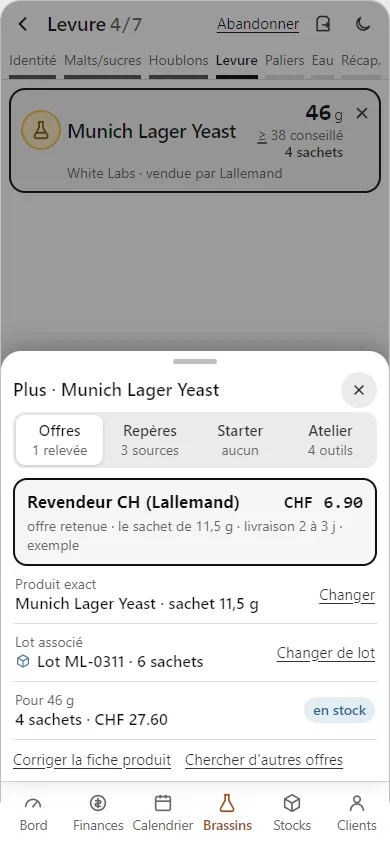 Levure 4/7
Abandonner
Identité Malts/sucres Houblons Levure Paliers Eau Récap.
Munich Lager Yeast
46 g
≥ 38 conseillé
4 sachets
White Labs · vendue par Lallemand
Plus · Munich Lager Yeast
Offres
1 relevée
Repères
3 sources
Starter
aucun
Atelier
4 outils
Revendeur CH (Lallemand)
CHF 6.90
offre retenue · le sachet de 11,5 g · livraison 2 à 3 j ·
exemple
Produit exact
Munich Lager Yeast · sachet 11,5 g
Changer
Lot associé
Lot ML-0311 · 6 sachets
Changer de lot
Pour 46 g
4 sachets · CHF 27.60
en stock
Corriger la fiche produit
Chercher d'autres offres
Bord Finances Calendrier Brassins Stocks Clients